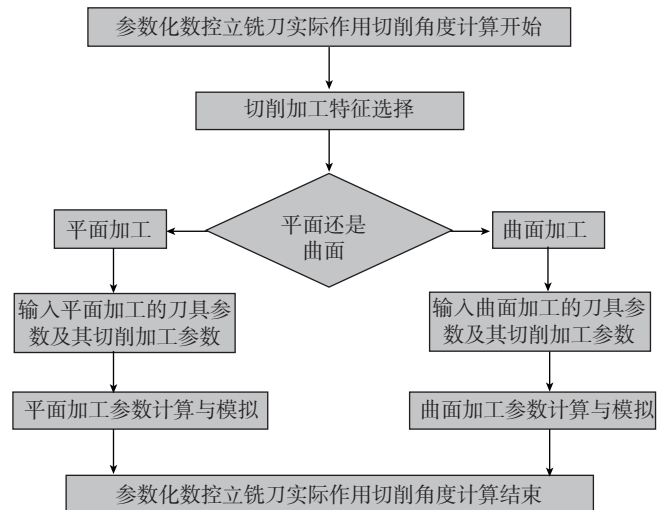 参数化数控立铣刀实际作用切削角度计算开始
切削加工特征选择
平面还是
曲面
平面加工
曲面加工
输入平面加工的刀具参
数及其切削加工参数
输入曲面加工的刀具参
数及其切削加工参数
平面加工参数计算与模拟
曲面加工参数计算与模拟
参数化数控立铣刀实际作用切削角度计算结束